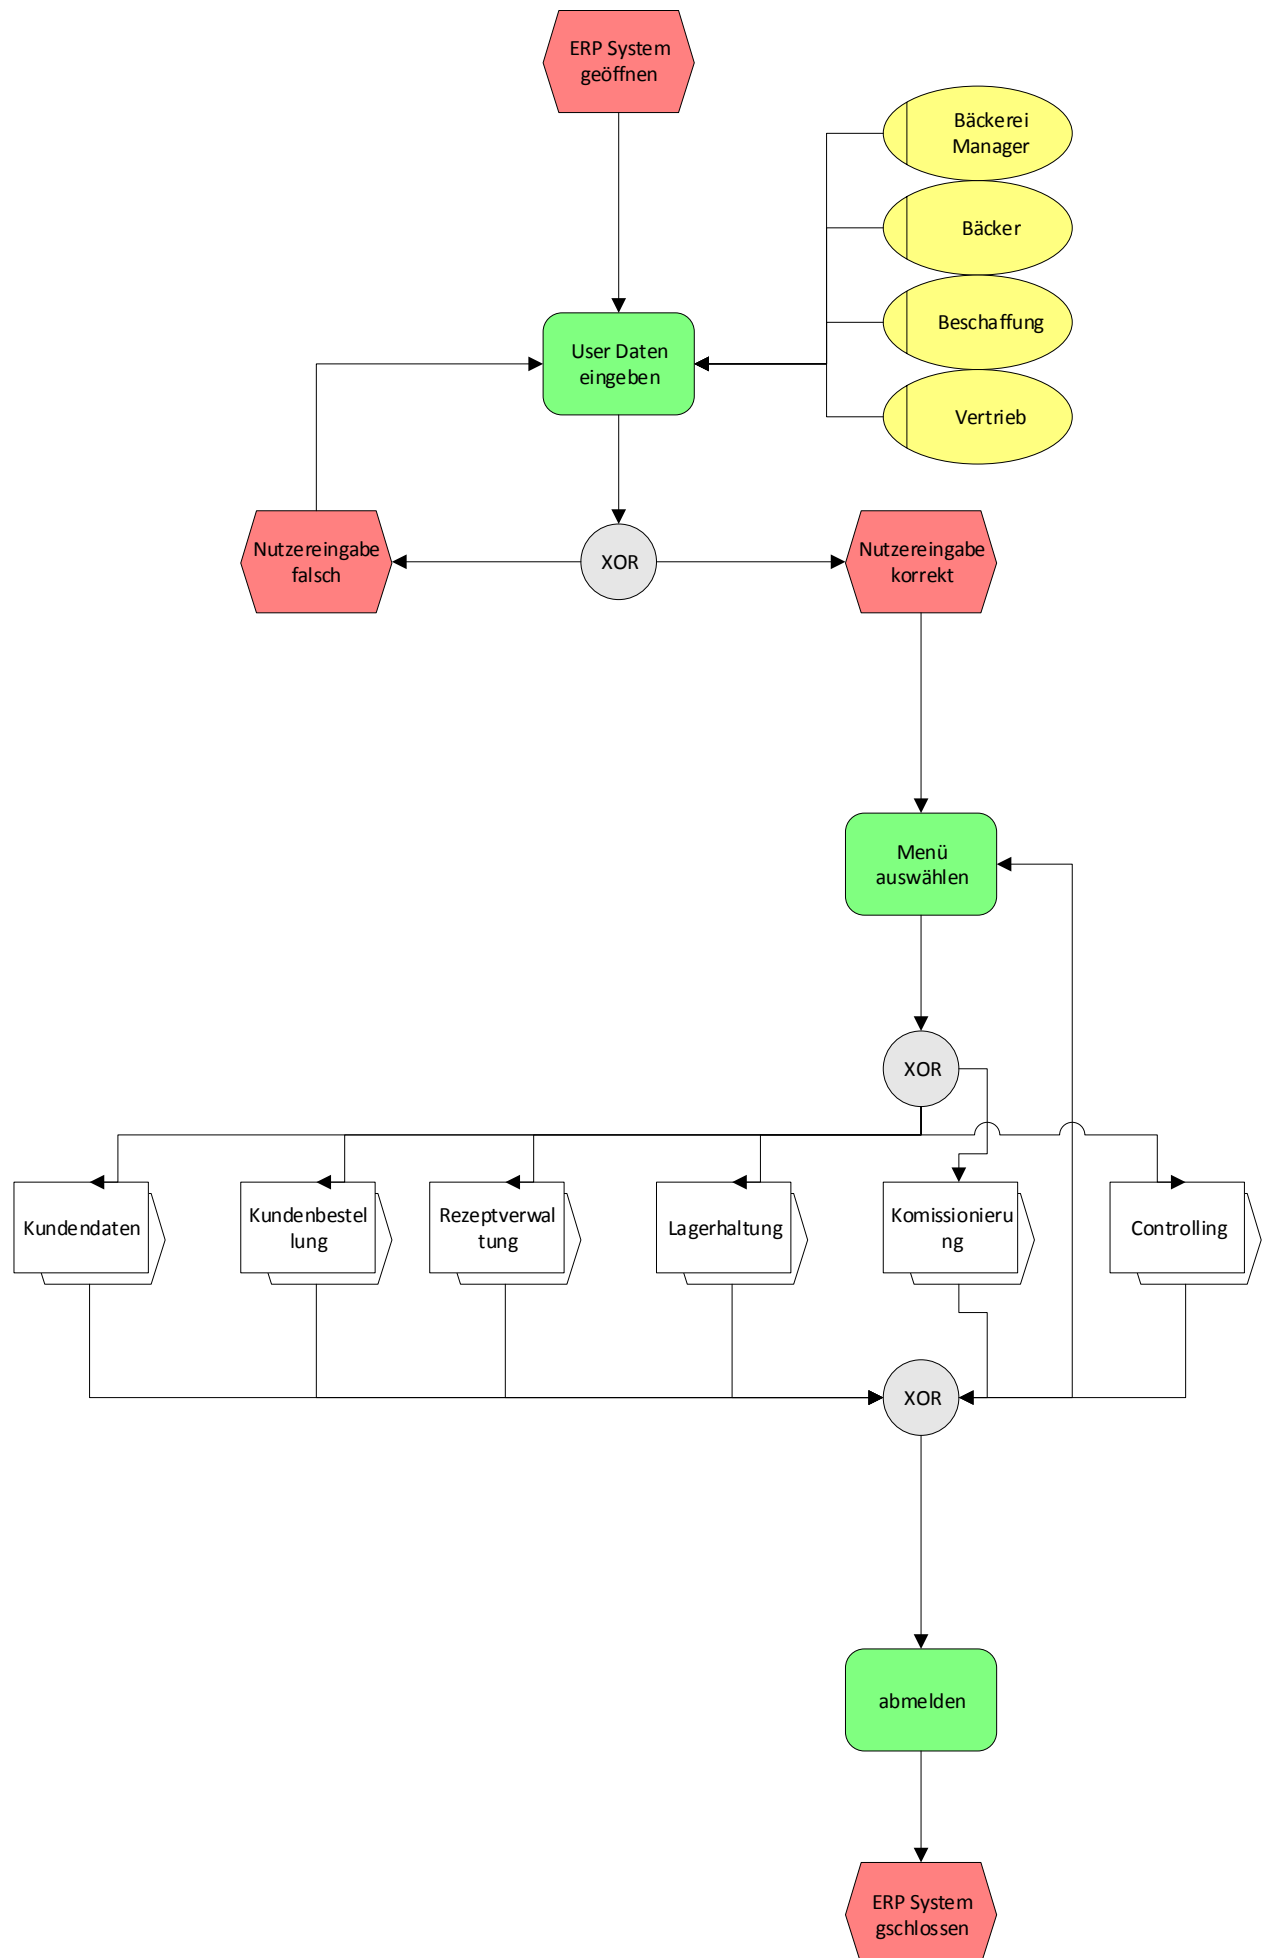 ERP System
geöffnen
Bäckerei
Manager
Bäcker
Beschaffung
Vertrieb
User Daten
eingeben
Nutzereingabe
falsch
XOR
Nutzereingabe
korrekt
Menü
auswählen
XOR
Kundendaten
Kundenbestel
lung
Rezeptverwal
tung
Lagerhaltung
Komissionieru
ng
Controlling
XOR
abmelden
ERP System
gschlossen